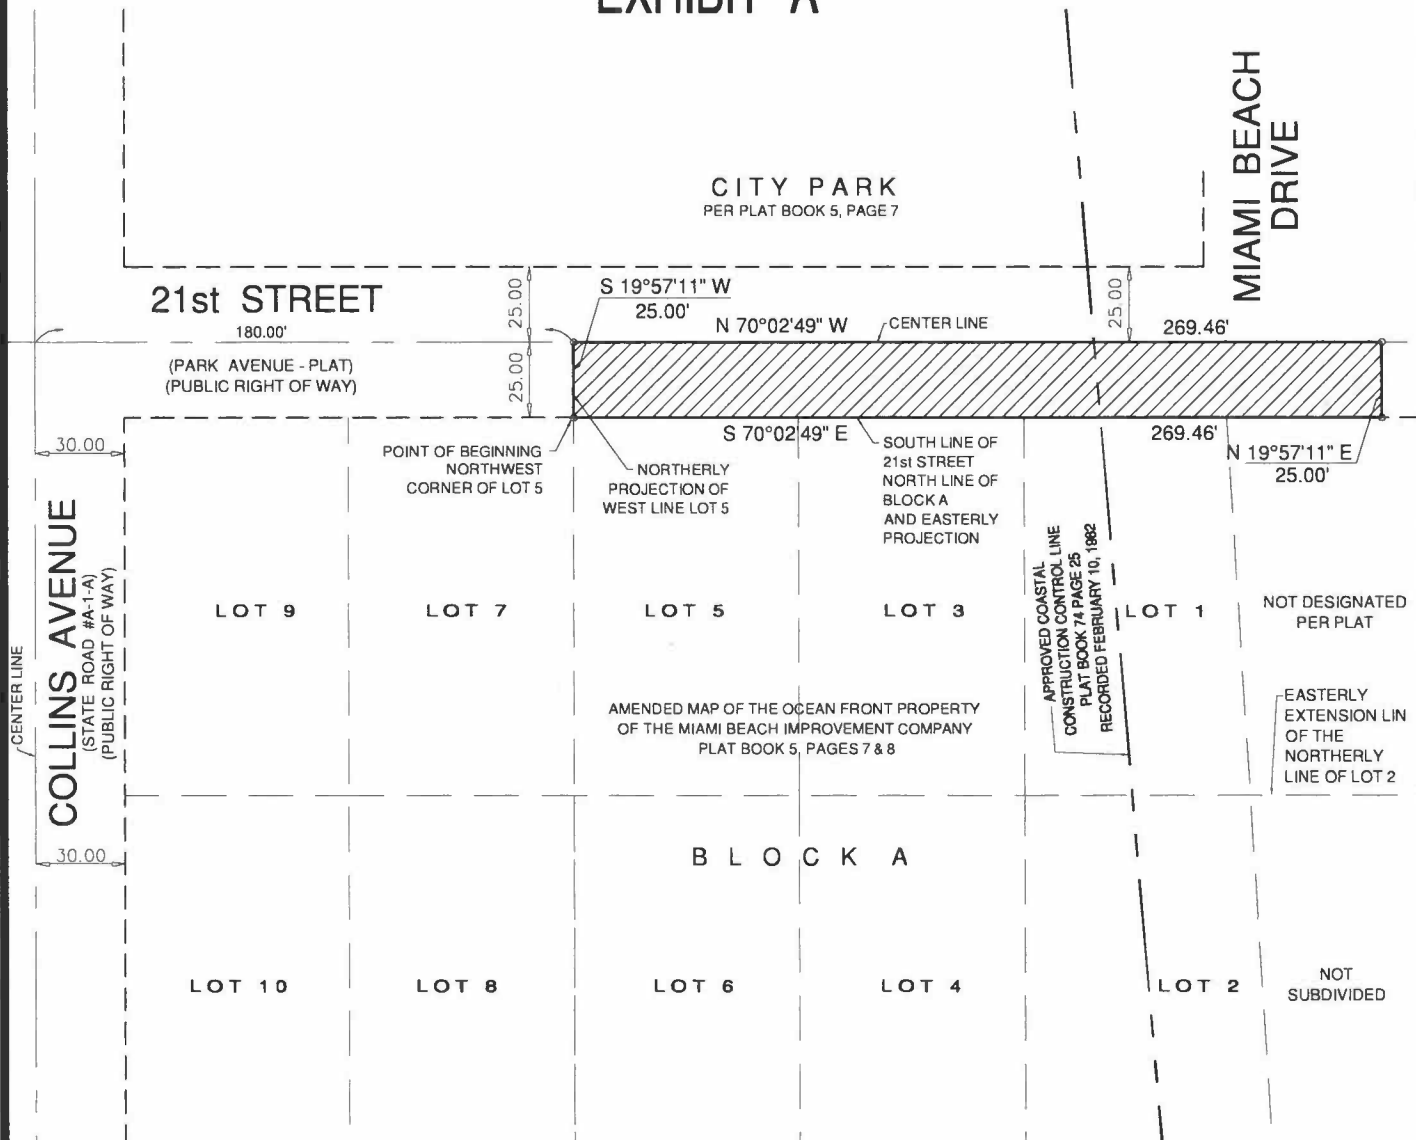 EXHIBIT "A"
MIAMI BEACH
DRIVE
CITY PARK
PER PLAT BOOK 5, PAGE 7
21st STREET
180.00'
(PARK AVENUE - PLAT)
(PUBLIC RIGHT OF WAY)
25.00
25.00
S 19°57'11" W
25.00'
N 70°02'49" W
CENTER LINE
25.00
269.46'
30.00
POINT OF BEGINNING
NORTHWEST
CORNER OF LOT 5
NORTHERLY
PROJECTION OF
WEST LINE LOT 5
S 70°02'49" E
SOUTH LINE OF
21st STREET
NORTH LINE OF
BLOCK A
AND EASTERLY
PROJECTION
269.46'
N 19°57'11" E
25.00'
COLLINS AVENUE
(STATE ROAD #A-1-A)
(PUBLIC RIGHT OF WAY)
CENTER LINE
LOT 9
LOT 7
LOT 5
LOT 3
APPROVED COASTAL
CONSTRUCTION CONTROL LINE
PLAT BOOK 74 PAGE 25
RECORDED FEBRUARY 10, 1982
LOT 1
NOT DESIGNATED
PER PLAT
AMENDED MAP OF THE OCEAN FRONT PROPERTY
OF THE MIAMI BEACH IMPROVEMENT COMPANY
PLAT BOOK 5, PAGES 7 & 8
EASTERLY
EXTENSION LIN
OF THE
NORTHERLY
LINE OF LOT 2
30.00
BLOCK A
LOT 10
LOT 8
LOT 6
LOT 4
LOT 2
NOT
SUBDIVIDED